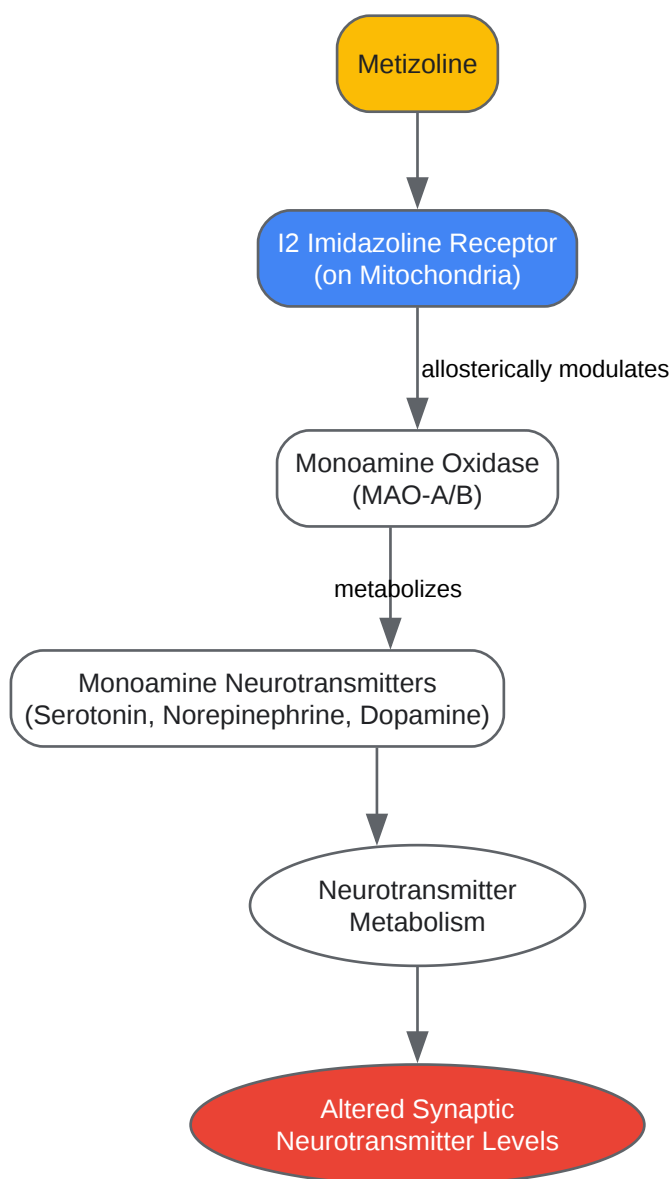 Metizoline
I2 Imidazoline Receptor
(on Mitochondria)
allosterically modulates
Monoamine Oxidase
(MAO-A/B)
metabolizes
Monoamine Neurotransmitters
(Serotonin, Norepinephrine, Dopamine)
Neurotransmitter
Metabolism
Altered Synaptic
Neurotransmitter Levels